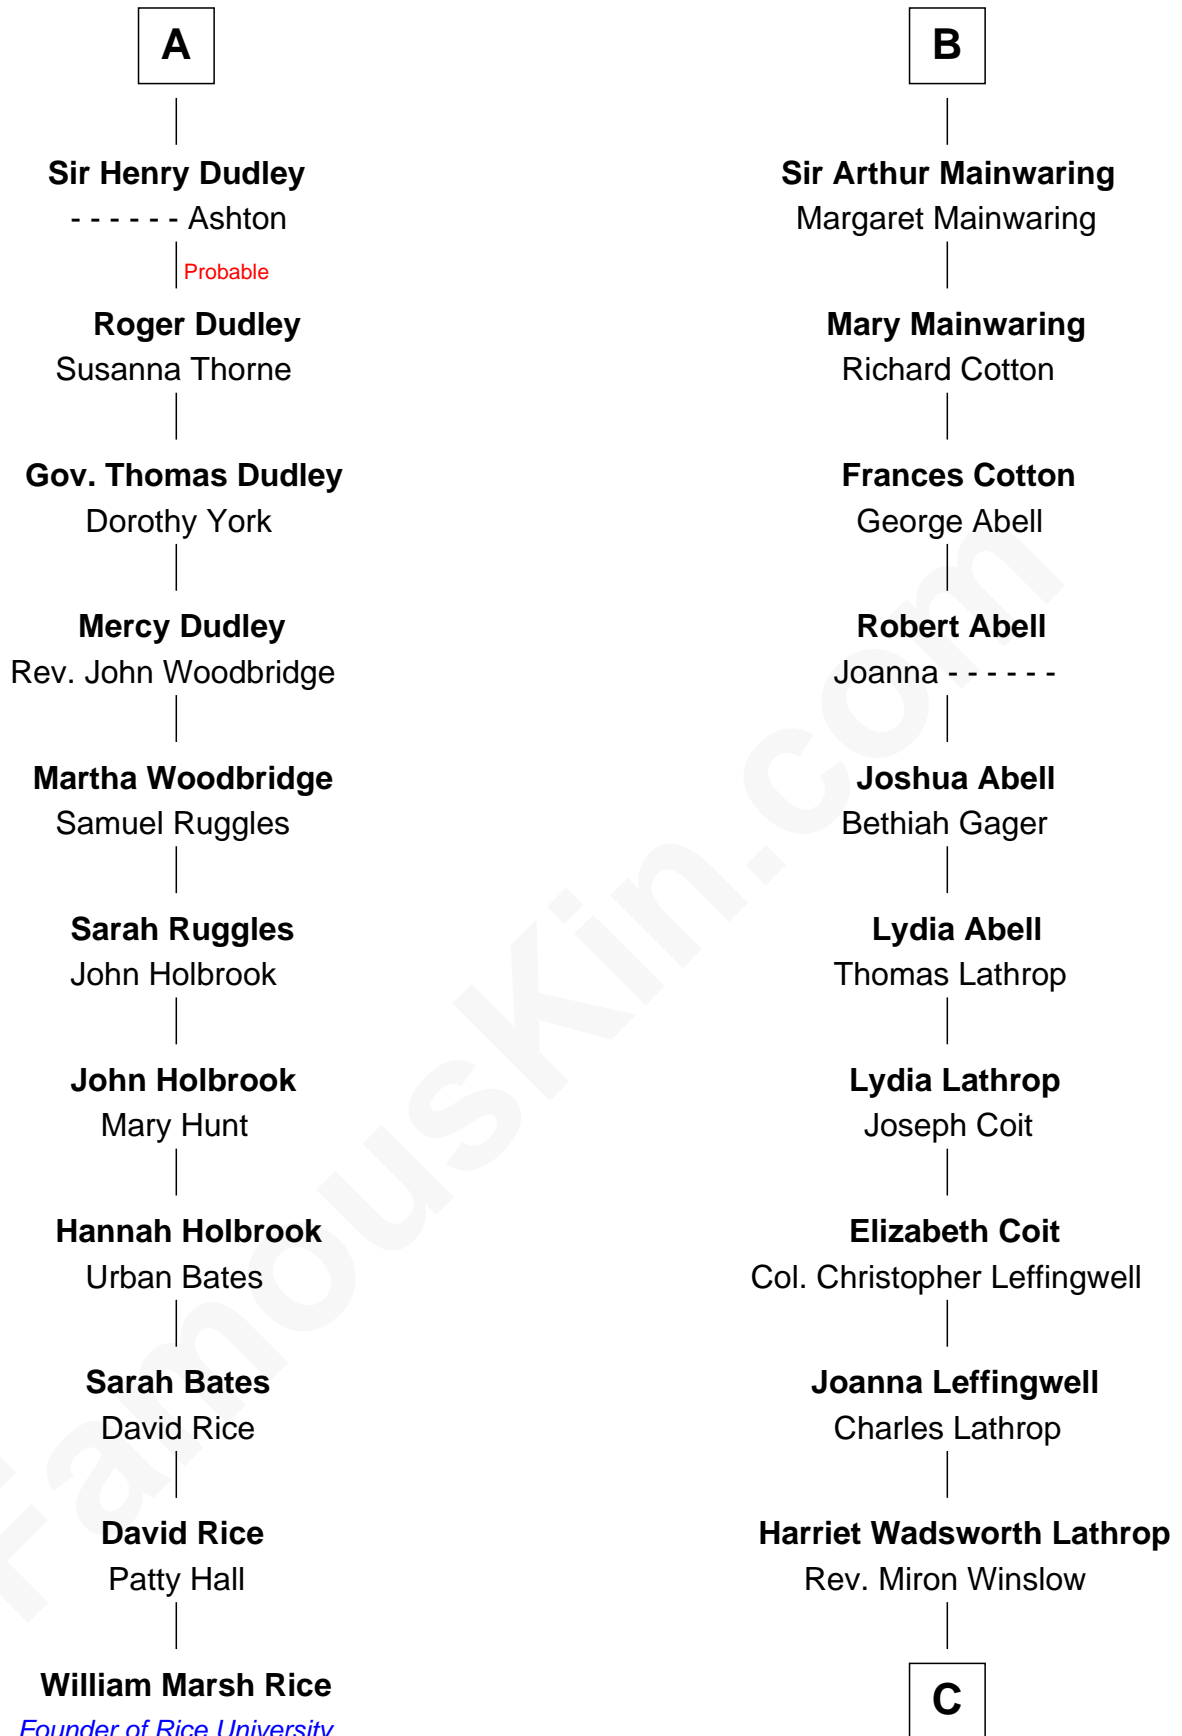 A
Sir Henry Dudley
- - - - - - Ashton
Probable
Roger Dudley
Susanna Thorne
Gov. Thomas Dudley
Dorothy York
Mercy Dudley
Rev. John Woodbridge
Martha Woodbridge
Samuel Ruggles
Sarah Ruggles
John Holbrook
John Holbrook
Mary Hunt
Hannah Holbrook
Urban Bates
Sarah Bates
David Rice
David Rice
Patty Hall
William Marsh Rice
Founder of Rice University
B
Sir Arthur Mainwaring
Margaret Mainwaring
Mary Mainwaring
Richard Cotton
Frances Cotton
George Abell
Robert Abell
Joanna - - - - - -
Joshua Abell
Bethiah Gager
Lydia Abell
Thomas Lathrop
Lydia Lathrop
Joseph Coit
Elizabeth Coit
Col. Christopher Leffingwell
Joanna Leffingwell
Charles Lathrop
Harriet Wadsworth Lathrop
Rev. Miron Winslow
C
FamousKin.com